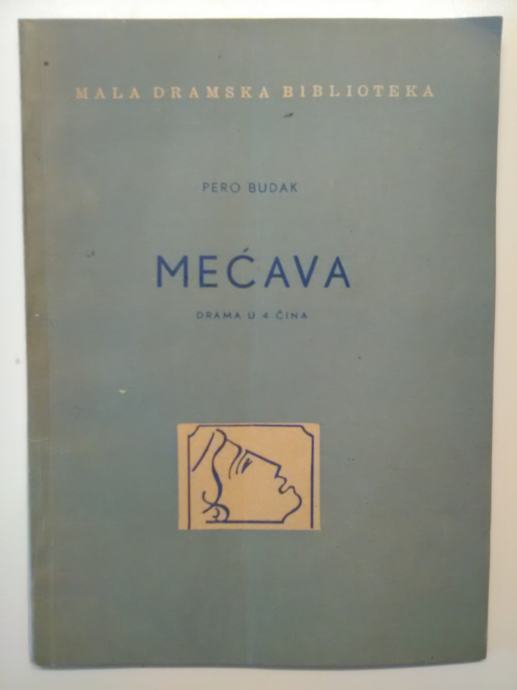 MALA DRAMSKA BIBLIOTEKA
PERO BUDAK
MEĆAVA
DRAMA U 4 ČINA